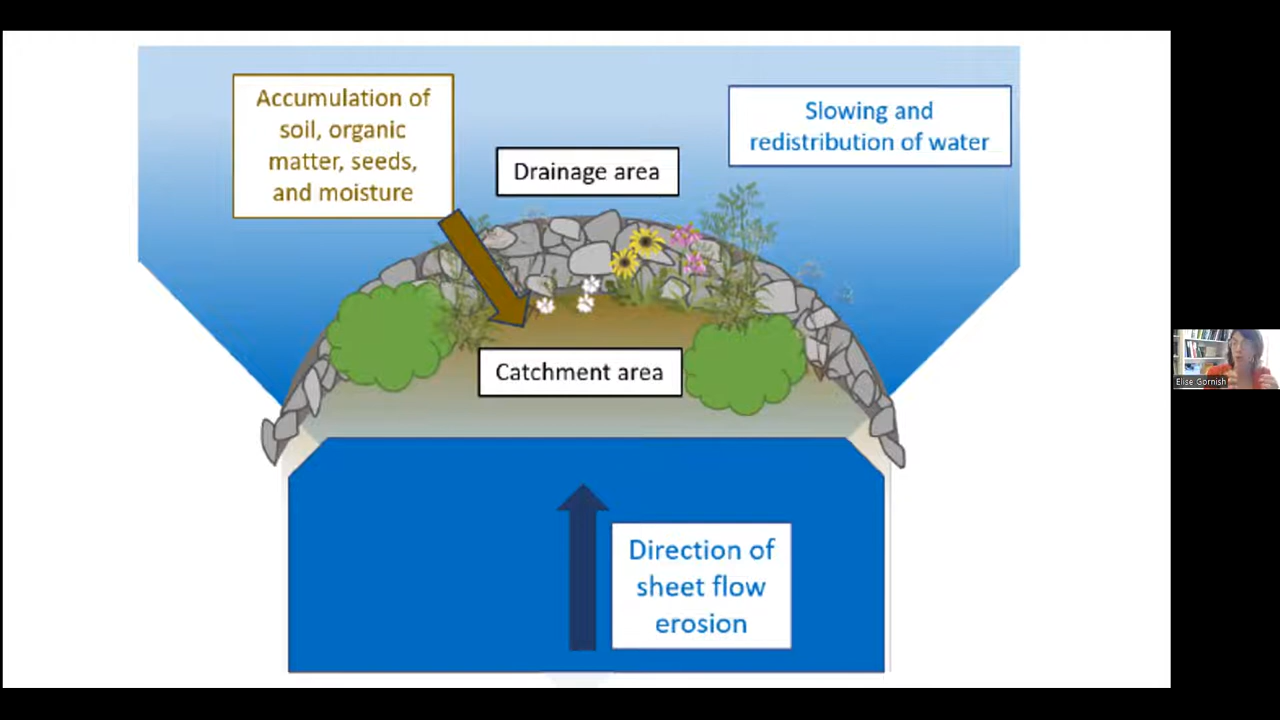 Accumulation of
soil, organic
matter, seeds,
and moisture
Slowing and
redistribution of water
Drainage area
Catchment area
Direction of
sheet flow
erosion
Elise Gornish